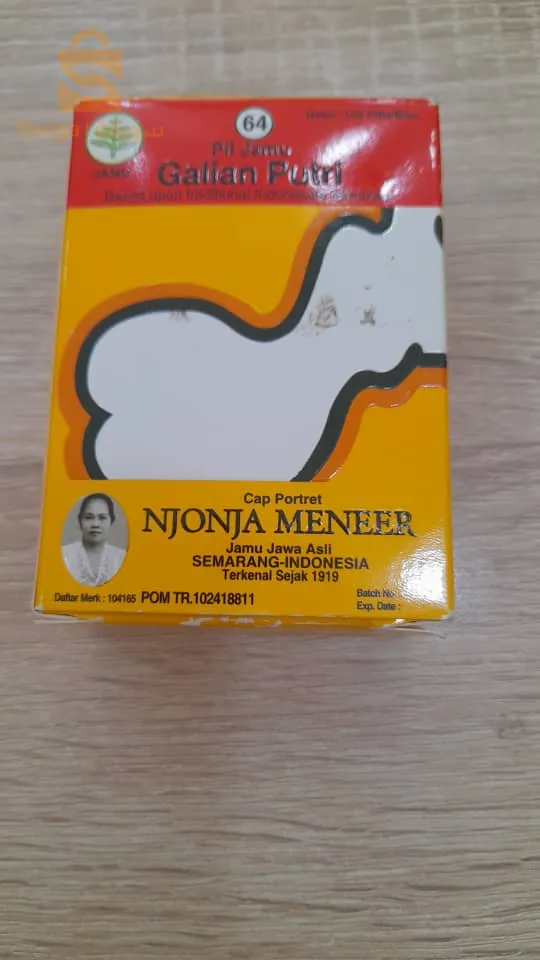 64
JAMU
Pil Jamu
Galian Putri
Cap Portret
NJONJA MENEER
Jamu Jawa Asli
SEMARANG-INDONESIA
Terkenal Sejak 1919
Daftar Merk : 104165 POM TR.102418811
Batch No
Exp. Date :